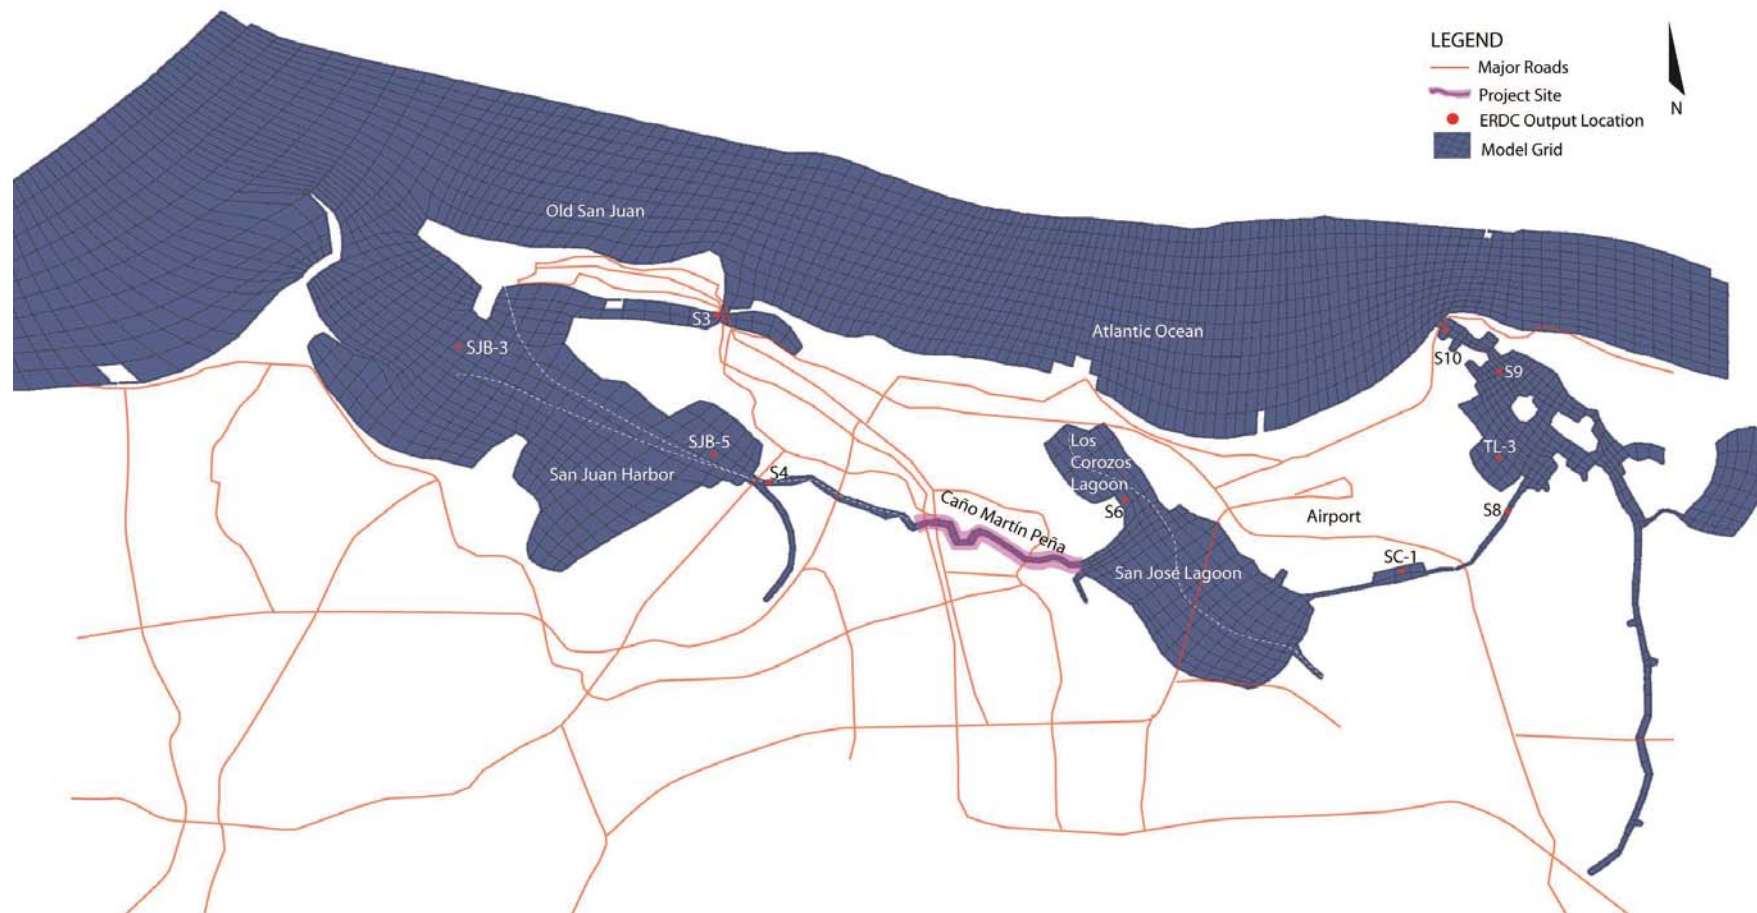 LEGEND
Major Roads
Project Site
ERDC Output Location
Model Grid
N
Old San Juan
Atlantic Ocean
S3
SJB-3
S10
S9
SJB-5
San Juan Harbor
S4
Los
Corozos
Lagoon
S6
TL-3
S8
Airport
Caño Martín Peña
SC-1
San José Lagoon